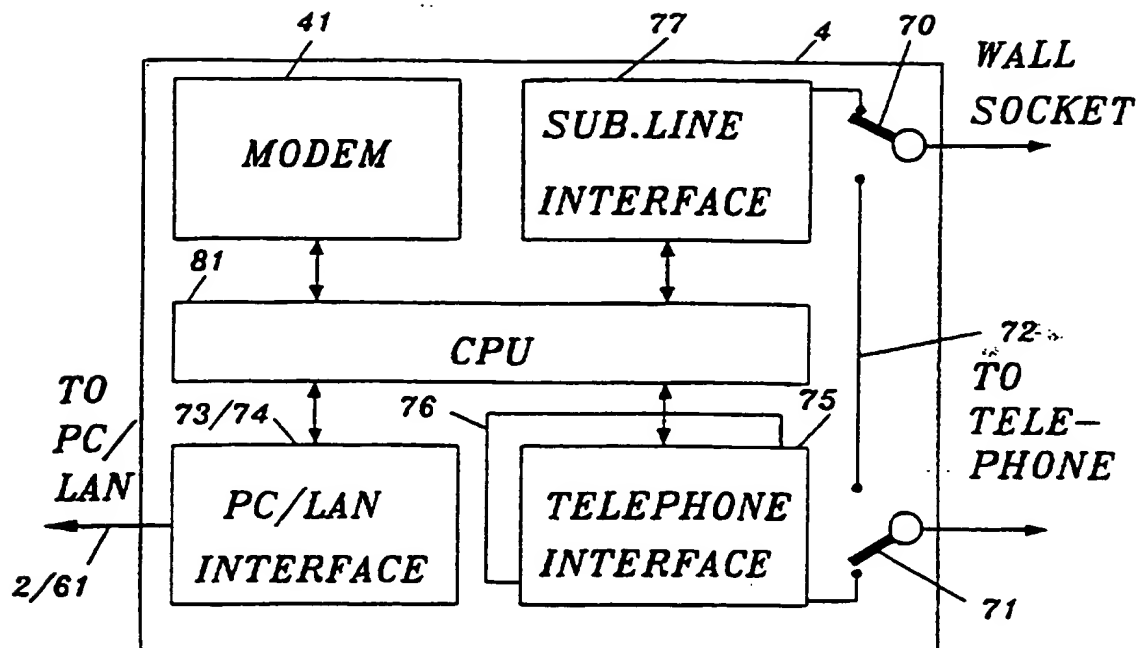 41
77
4
70
WALL
SOCKET
MODEM
SUB.LINE
INTERFACE
81
CPU
72
TO
PC/
LAN
73/74
76
75
TO
TELE-
PHONE
PC/LAN
INTERFACE
TELEPHONE
INTERFACE
2/61
71